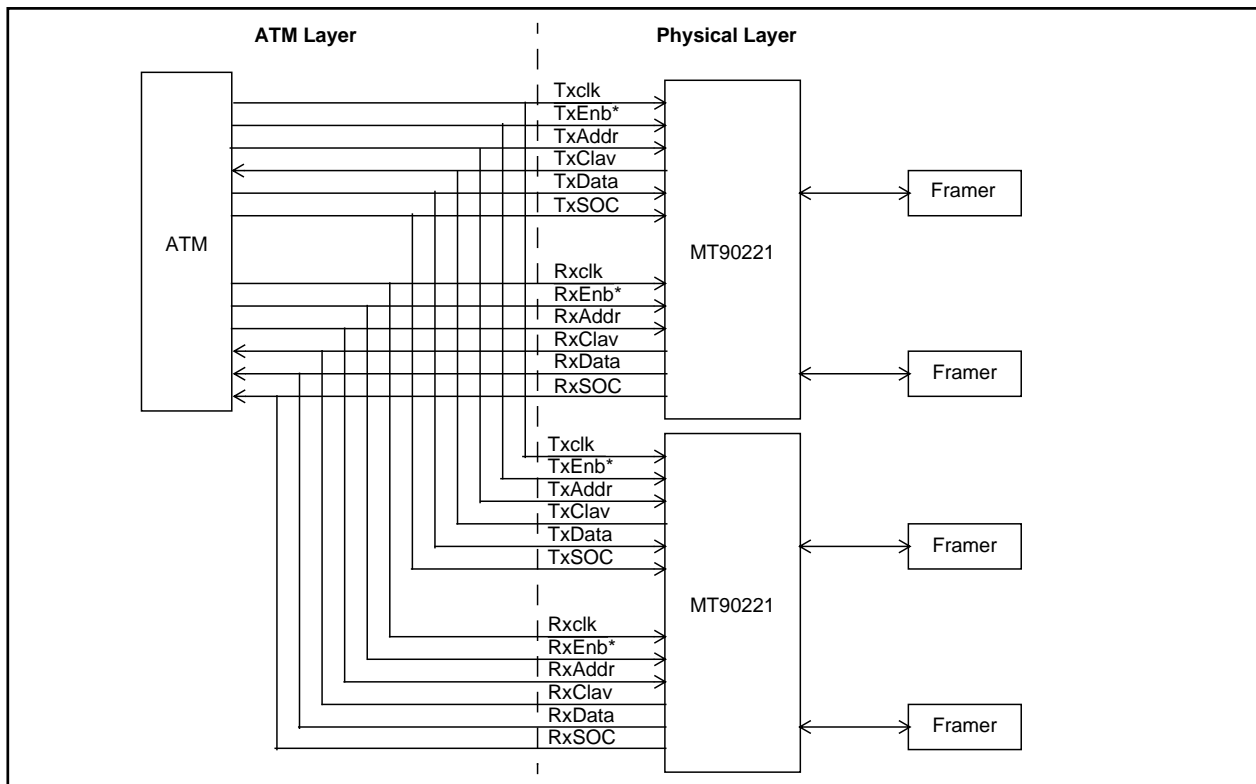 ATM Layer
Physical Layer
ATM
Txclk
TxEnb*
TxAddr
TxClav
TxData
TxSOC
Rxclk
RxEnb*
RxAddr
RxClav
RxData
RxSOC
MT90221
Framer
Framer
Txclk
TxEnb*
TxAddr
TxClav
TxData
TxSOC
Rxclk
RxEnb*
RxAddr
RxClav
RxData
RxSOC
MT90221
Framer
Framer